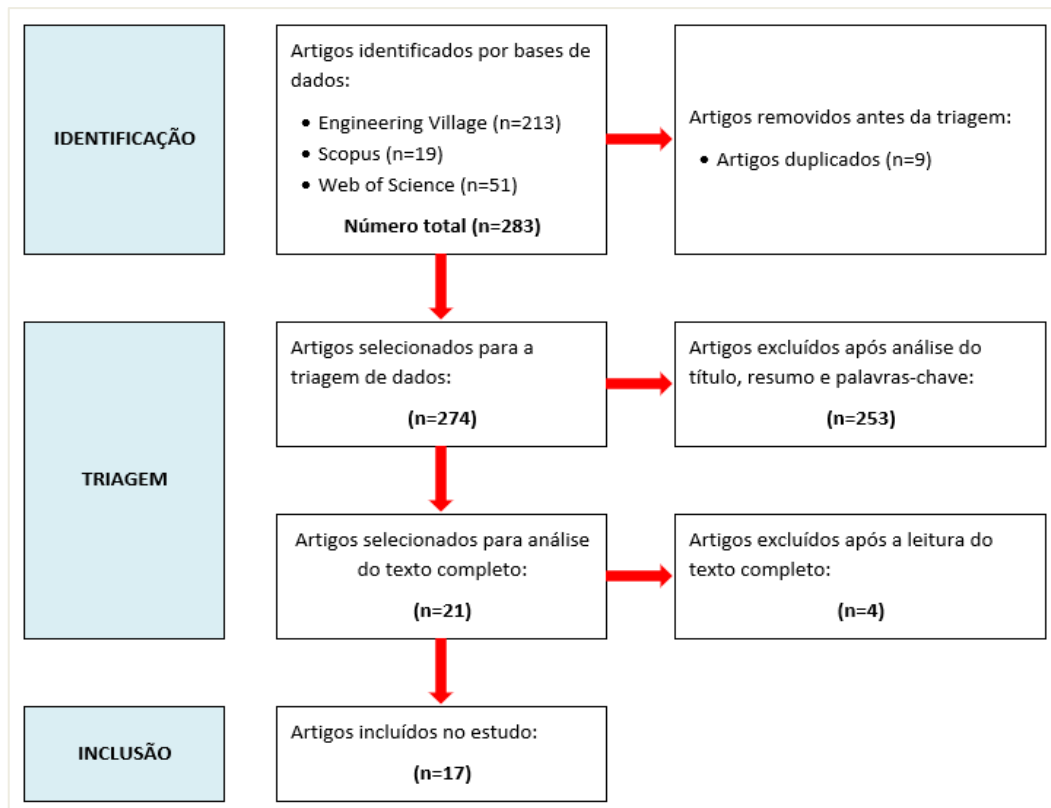 IDENTIFICAÇÃO
Artigos identificados por bases de
dados:
• Engineering Village (n=213)
• Scopus (n=19)
• Web of Science (n=51)
Número total (n=283)
Artigos removidos antes da triagem:
• Artigos duplicados (n=9)
TRIAGEM
Artigos selecionados para a
triagem de dados:
(n=274)
Artigos excluídos após análise do
título, resumo e palavras-chave:
(n=253)
Artigos selecionados para análise
do texto completo:
(n=21)
Artigos excluídos após a leitura do
texto completo:
(n=4)
INCLUSÃO
Artigos incluídos no estudo:
(n=17)